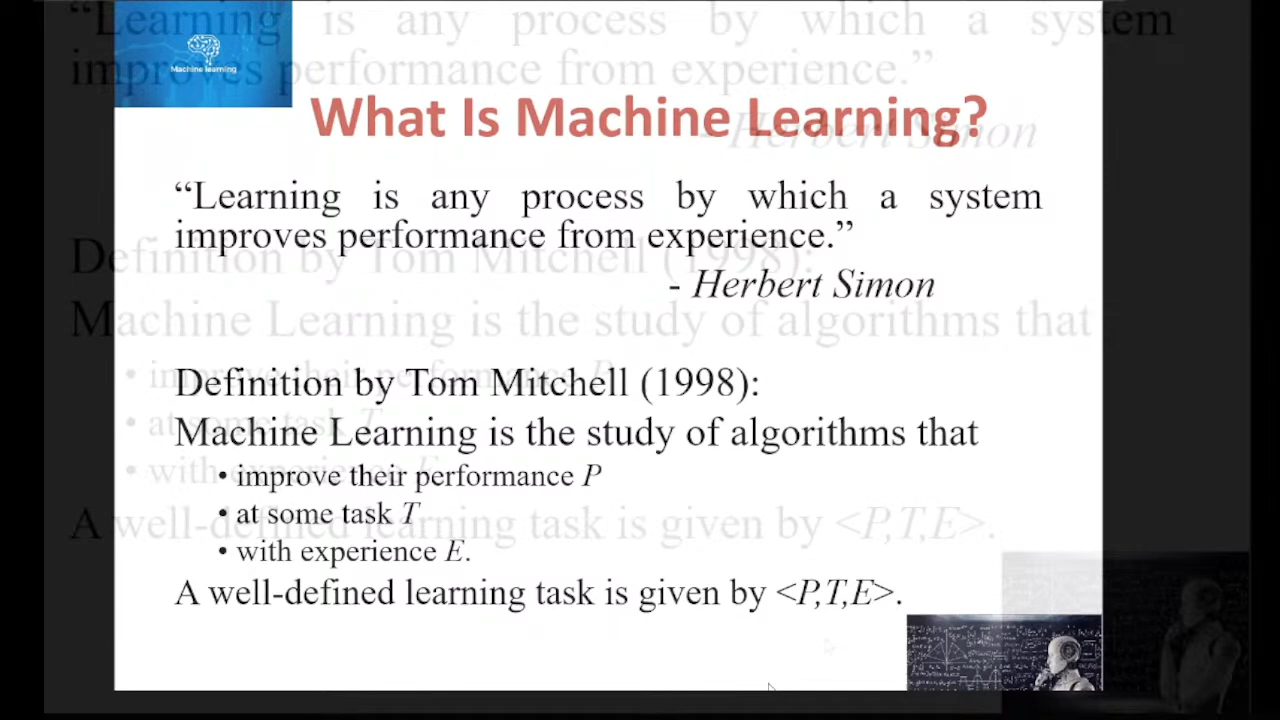 Machine learning
What Is Machine Learning?
“Learning is any process by which a system
improves performance from experience.”
- Herbert Simon
Definition by Tom Mitchell (1998):
Machine Learning is the study of algorithms that
• improve their performance P
• at some task T
• with experience E.
A well-defined learning task is given by <P,T,E>.